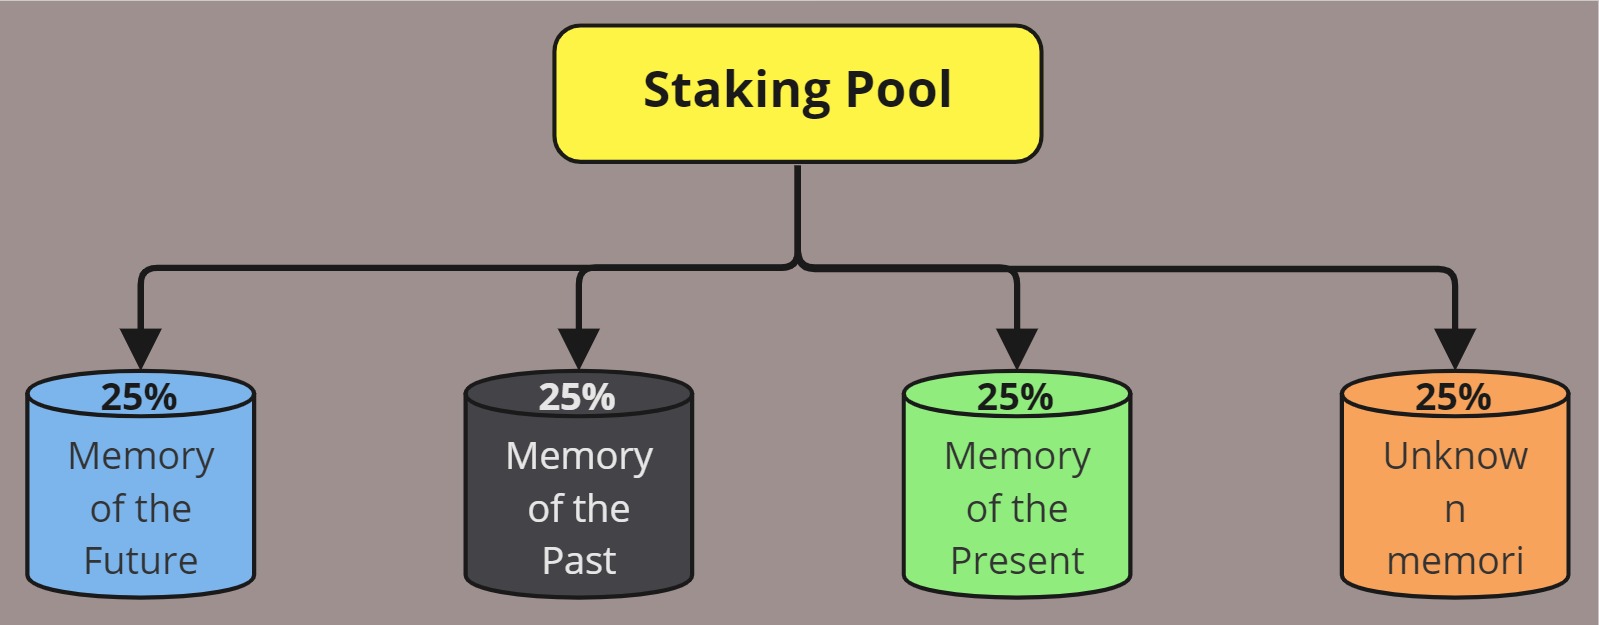 Staking Pool
25%
Memory
of the
Future
25%
Memory
of the
Past
25%
Memory
of the
Present
25%
Unknow
n
memori